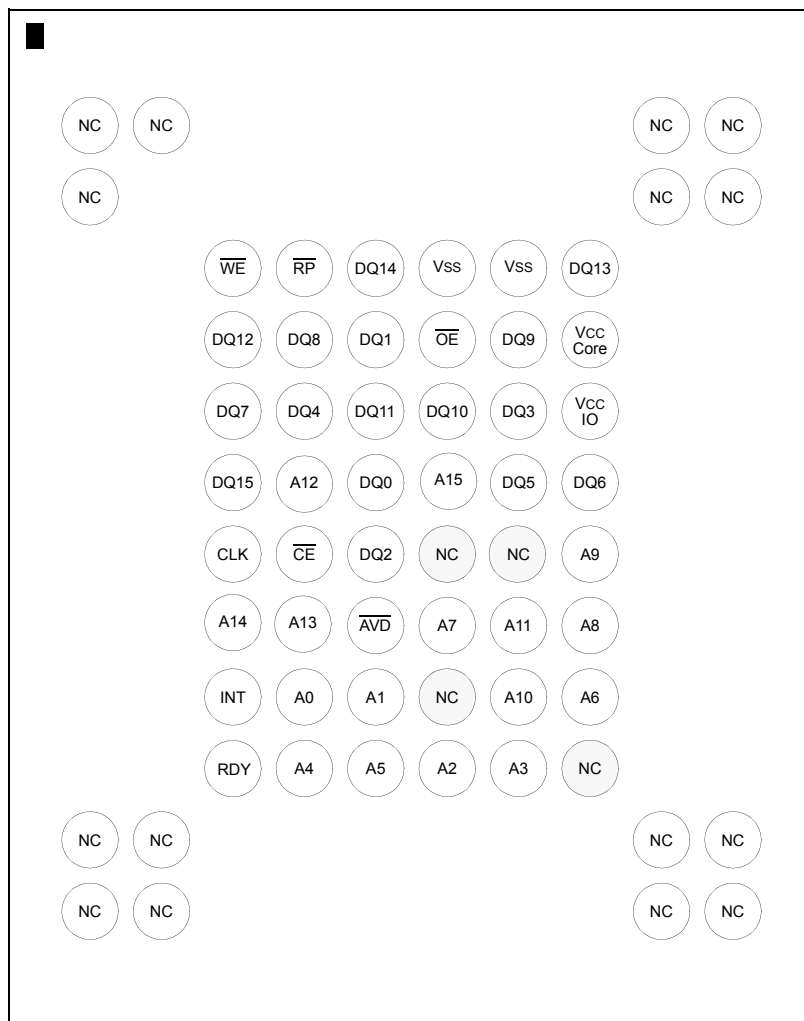 NC NC NC NC
NC NC NC
WE RP DQ14 VSS VSS DQ13
DQ12 DQ8 DQ1 OE DQ9 VCC Core
DQ7 DQ4 DQ11 DQ10 DQ3 VCC IO
DQ15 A12 DQ0 A15 DQ5 DQ6
CLK CE DQ2 NC NC A9
A14 A13 AVD A7 A11 A8
INT A0 A1 NC A10 A6
RDY A4 A5 A2 A3 NC
NC NC NC NC
NC NC NC NC